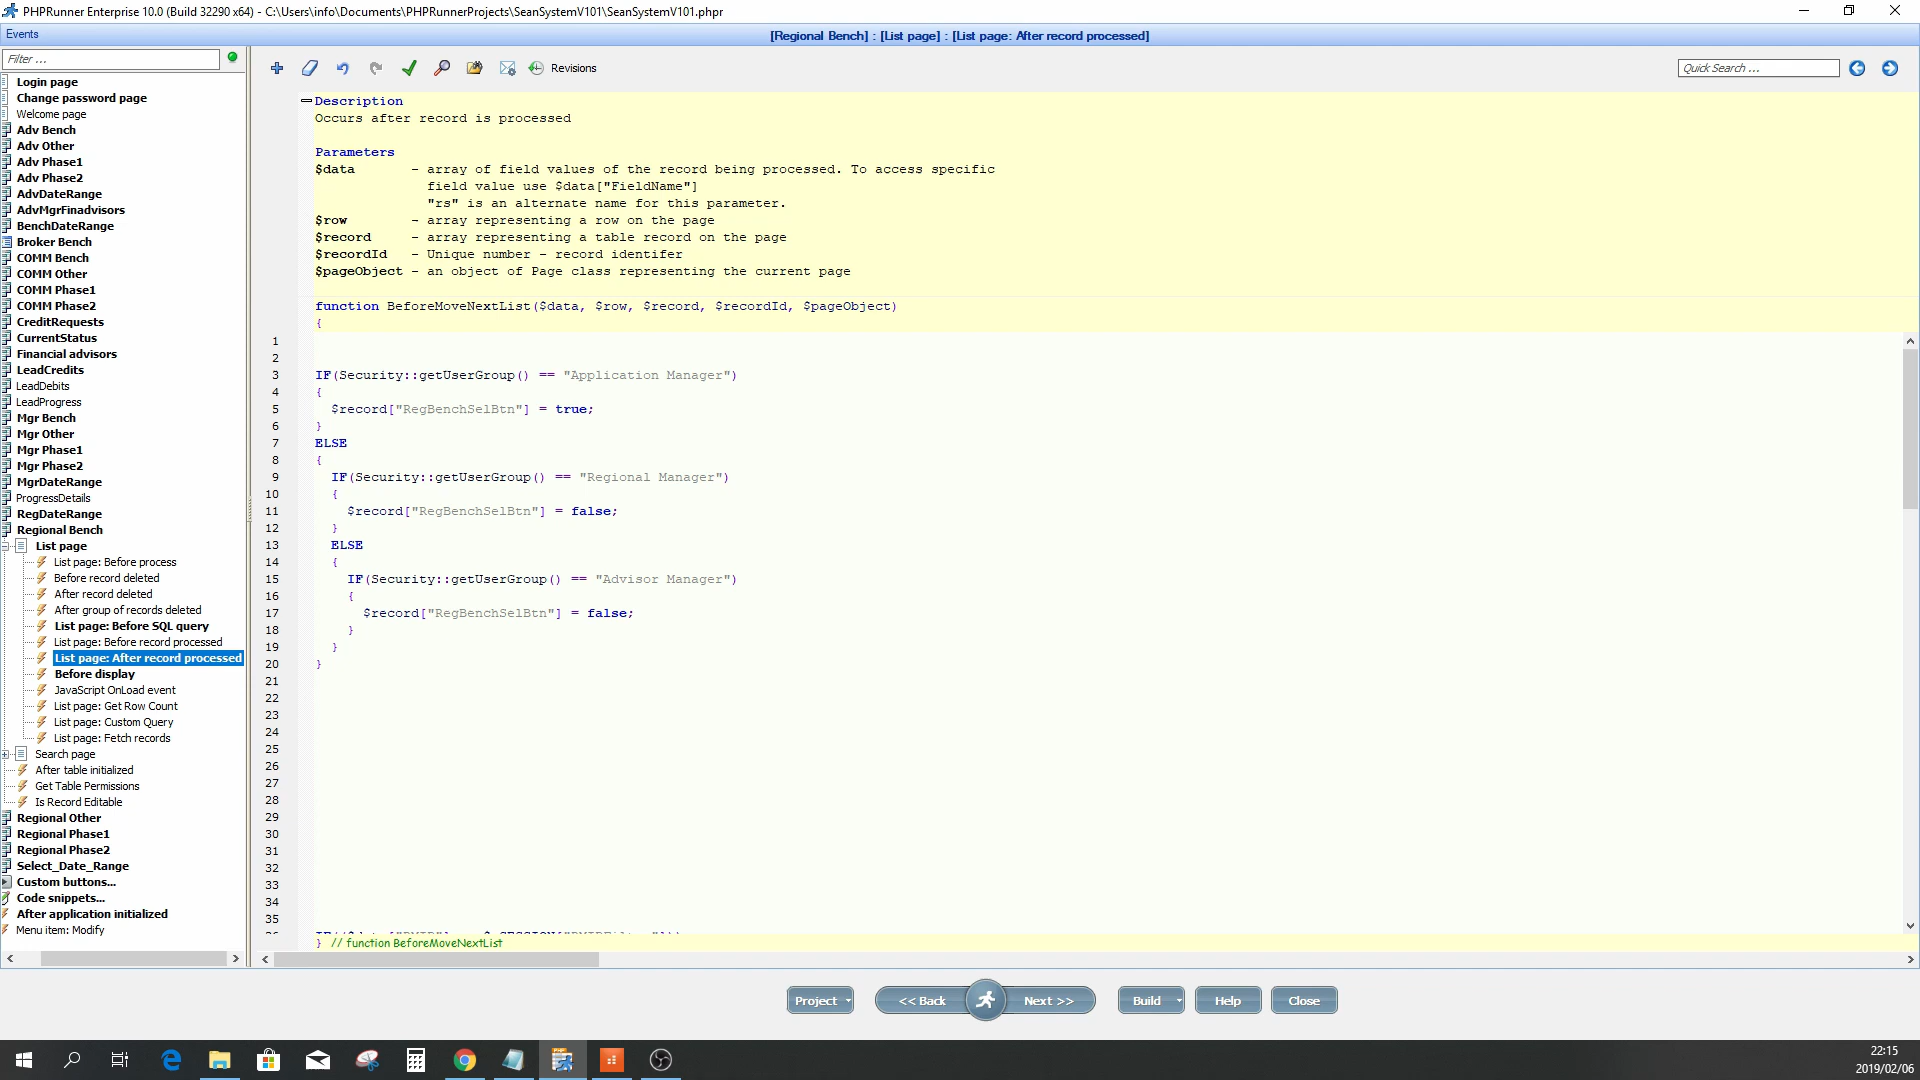 PHPRunner Enterprise 10.0 (Build 32290 x64) - C:\Users\info\Documents\PHPRunnerProjects\SeanSystemV101\SeanSystemV101.phpr
Events
[Regional Bench] : [List page] : [List page: After record processed]
Filter ...
Revisions
Quick Search ...
Login page
Change password page
Welcome page
Adv Bench
Adv Other
Adv Phase1
Adv Phase2
AdvDateRange
AdvMgrFinadvisors
BenchDateRange
Broker Bench
COMM Bench
COMM Other
COMM Phase1
COMM Phase2
CreditRequests
CurrentStatus
Financial advisors
LeadCredits
LeadDebits
LeadProgress
Mgr Bench
Mgr Other
Mgr Phase1
Mgr Phase2
MgrDateRange
ProgressDetails
RegDateRange
Regional Bench
List page
List page: Before process
Before record deleted
After record deleted
After group of records deleted
List page: Before SQL query
List page: Before record processed
List page: After record processed
Before display
JavaScript OnLoad event
List page: Get Row Count
List page: Custom Query
List page: Fetch records
Search page
After table initialized
Get Table Permissions
Is Record Editable
Regional Other
Regional Phase1
Regional Phase2
Select_Date_Range
Custom buttons...
Code snippets...
After application initialized
Menu item: Modify
Description
Occurs after record is processed
Parameters
$data - array of field values of the record being processed. To access specific
field value use $data["FieldName"]
"rs" is an alternate name for this parameter.
$row - array representing a row on the page
$record - array representing a table record on the page
$recordId - Unique number - record identifer
$pageObject - an object of Page class representing the current page
function BeforeMoveNextList($data, $row, $record, $recordId, $pageObject)
{
1
2
3 IF(Security::getUserGroup() == "Application Manager")
4 {
5 $record["RegBenchSelBtn"] = true;
6 }
7 ELSE
8 {
9 IF(Security::getUserGroup() == "Regional Manager")
10 {
11 $record["RegBenchSelBtn"] = false;
12 }
13 ELSE
14 {
15 IF(Security::getUserGroup() == "Advisor Manager")
16 {
17 $record["RegBenchSelBtn"] = false;
18 }
19 }
20 }
21
22
23
24
25
26
27
28
29
30
31
32
33
34
35
} // function BeforeMoveNextList
Project
<< Back
Next >>
Build
Help
Close
22:15
2019/02/06